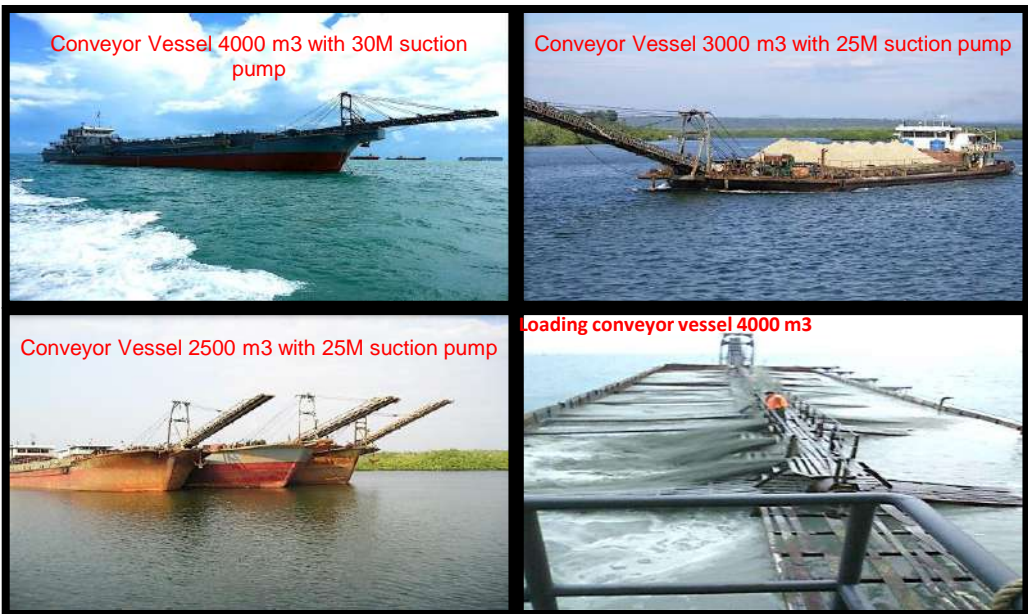 Conveyor Vessel 4000 m3 with 30M suction
pump
Conveyor Vessel 3000 m3 with 25M suction pump
Conveyor Vessel 2500 m3 with 25M suction pump
Loading conveyor vessel 4000 m3